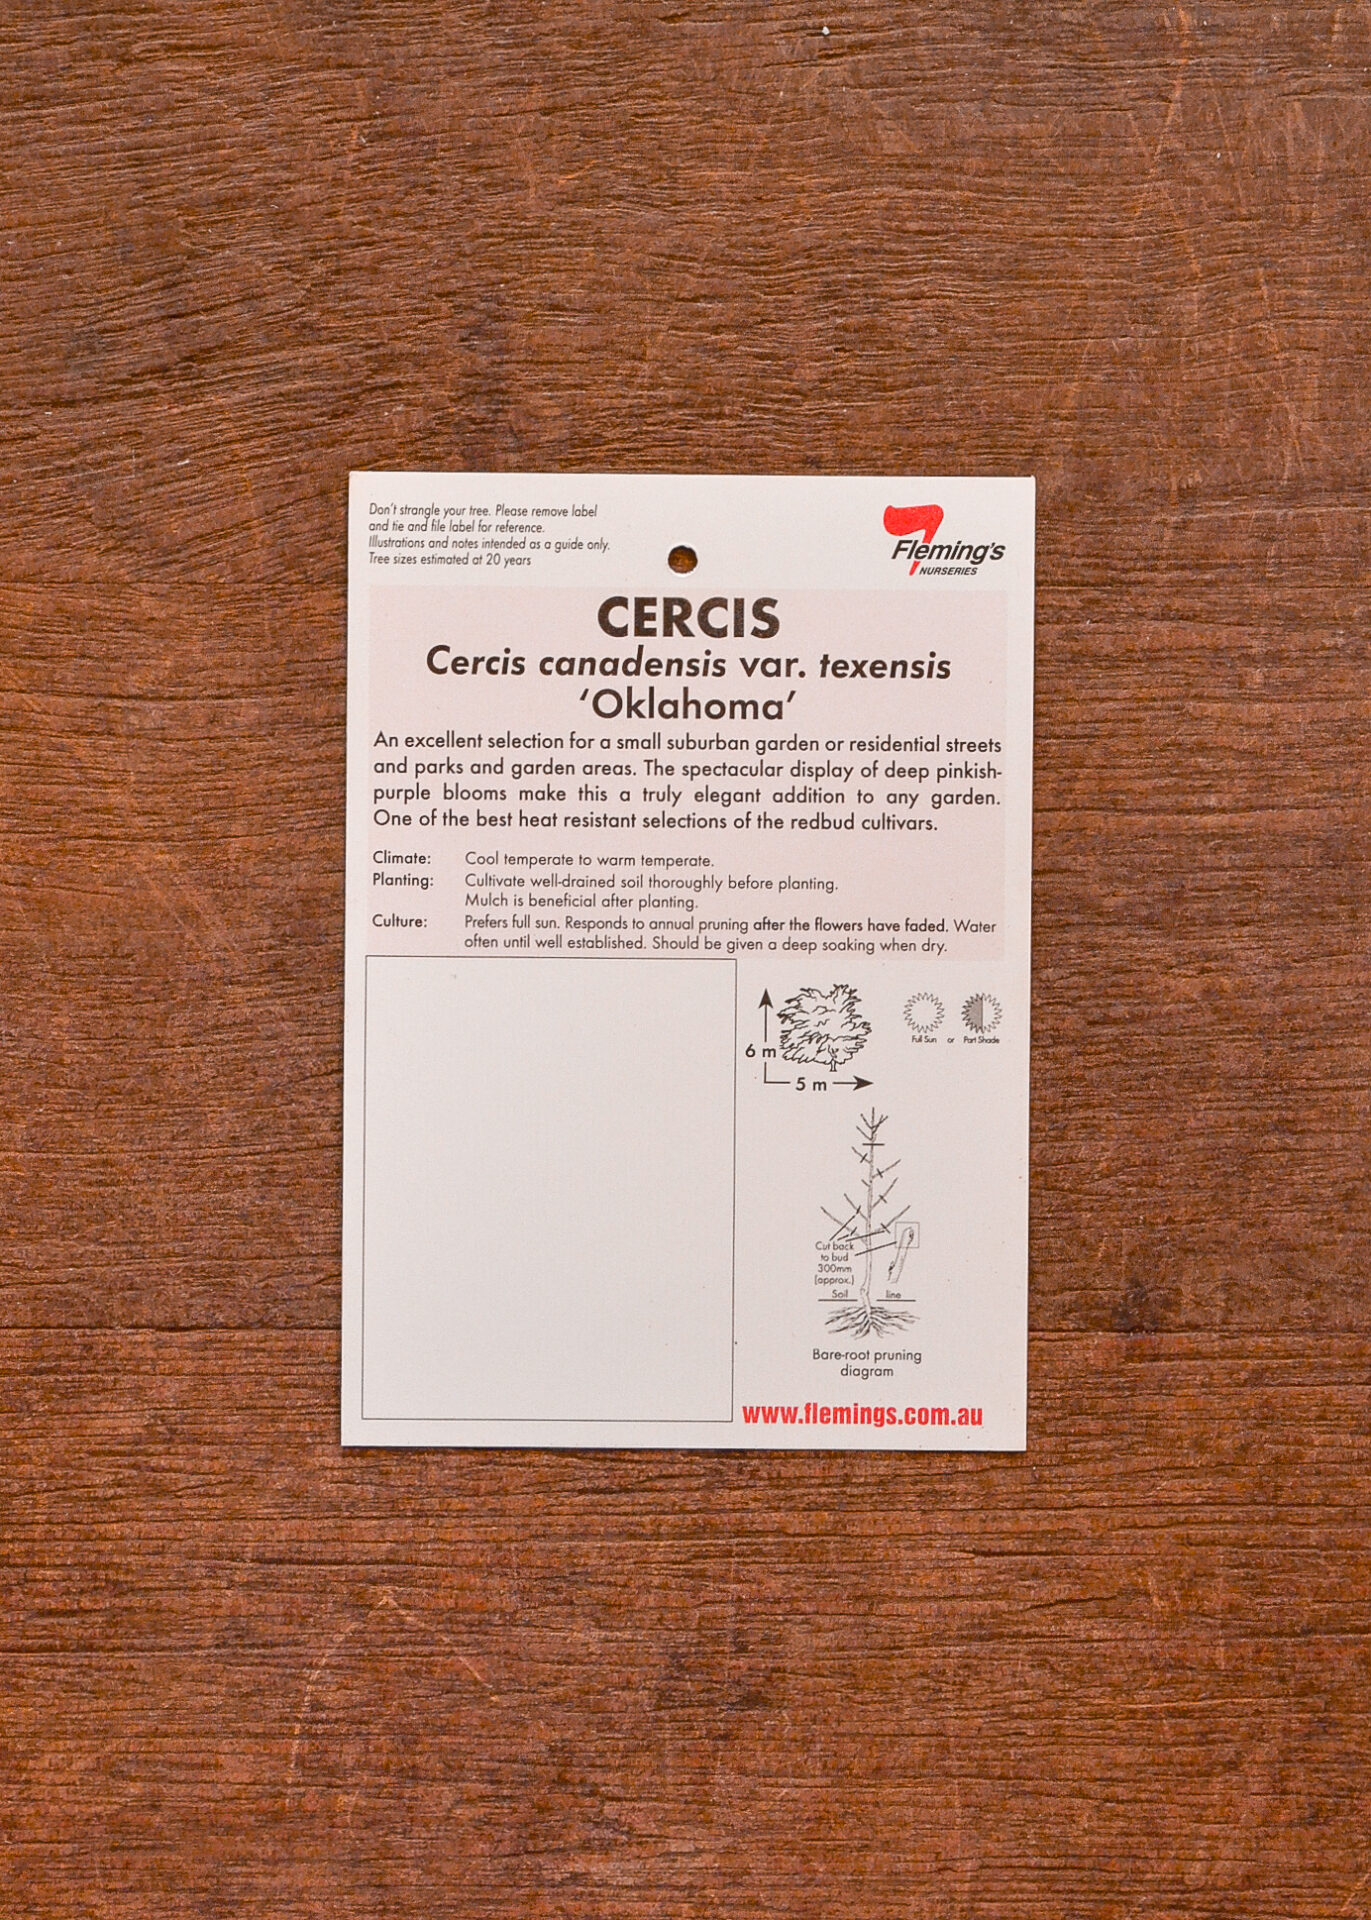 Don't strangle your tree. Please remove label
and tie and file label for reference.
Illustrations and notes intended as a guide only.
Tree sizes estimated at 20 years
Fleming's
NURSERIES
CERCIS
Cercis canadensis var. texensis
‘Oklahoma’
An excellent selection for a small suburban garden or residential streets
and parks and garden areas. The spectacular display of deep pinkish-
purple blooms make this a truly elegant addition to any garden.
One of the best heat resistant selections of the redbud cultivars.
Climate: Cool temperate to warm temperate.
Planting: Cultivate well-drained soil thoroughly before planting.
Mulch is beneficial after planting.
Culture: Prefers full sun. Responds to annual pruning after the flowers have faded. Water
often until well established. Should be given a deep soaking when dry.
6 m
5 m
Full Sun or Part Shade
Cut back
to bud
300mm
(approx.)
Soil line
Bare-root pruning
diagram
www.flemings.com.au